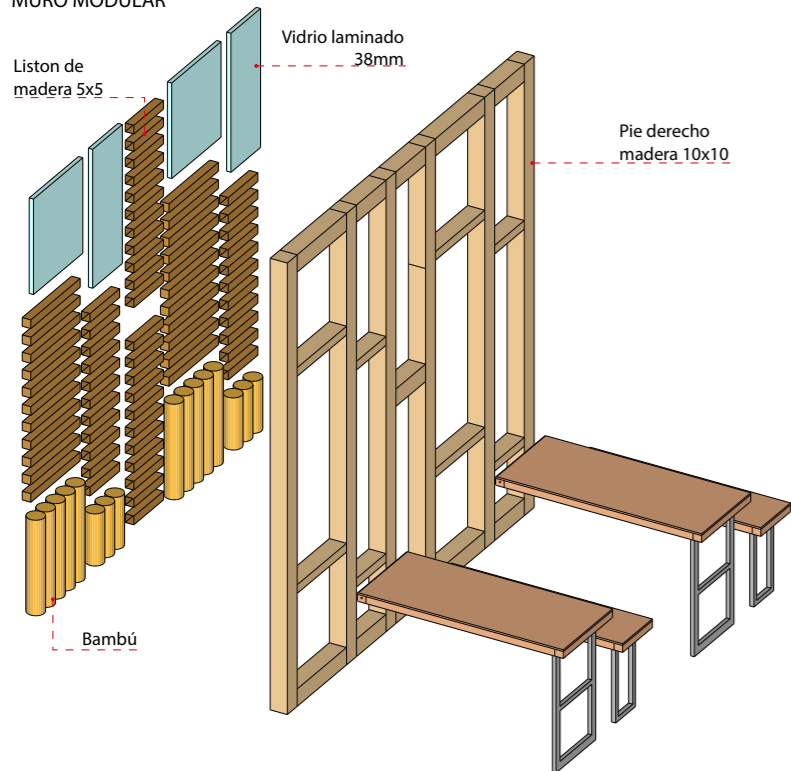 MURO MODULAR
Vidrio laminado
38mm
Liston de
madera 5x5
Pie derecho
madera 10x10
Bambú